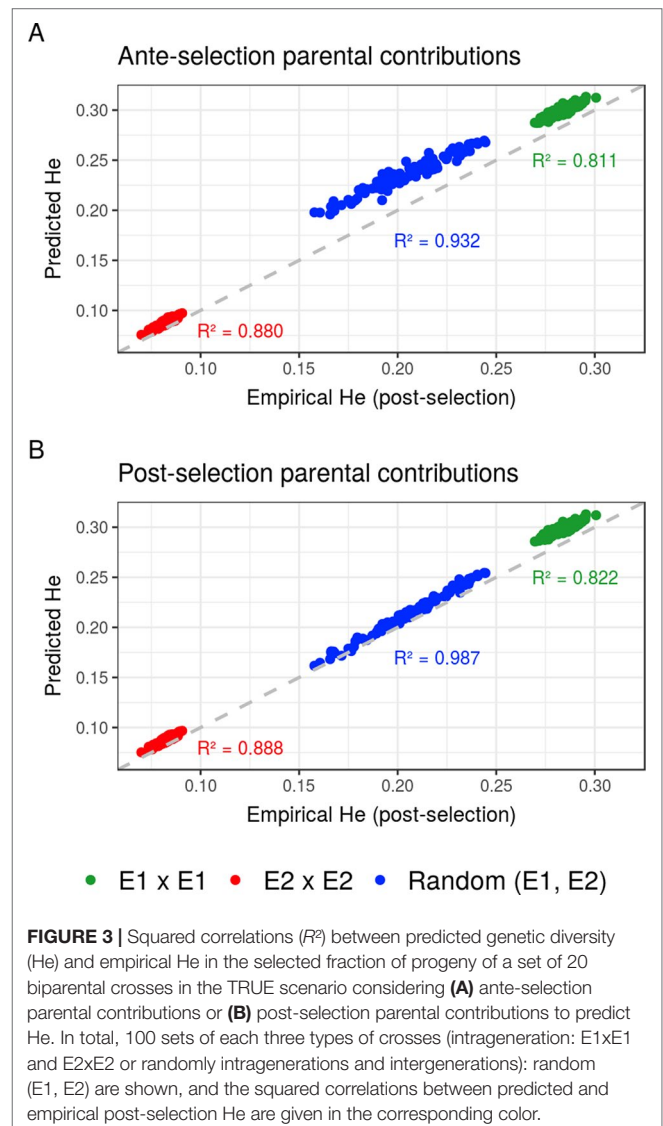 A
Ante-selection parental contributions
Predicted He
0.30
0.25
0.20
0.15
0.10
R² = 0.811
R² = 0.932
R² = 0.880
0.10 0.15 0.20 0.25 0.30
Empirical He (post-selection)
B
Post-selection parental contributions
Predicted He
0.30
0.25
0.20
0.15
0.10
R² = 0.822
R² = 0.987
R² = 0.888
0.10 0.15 0.20 0.25 0.30
Empirical He (post-selection)
E1 x E1 E2 x E2 Random (E1, E2)
FIGURE 3 | Squared correlations (R²) between predicted genetic diversity
(He) and empirical He in the selected fraction of progeny of a set of 20
biparental crosses in the TRUE scenario considering (A) ante-selection
parental contributions or (B) post-selection parental contributions to predict
He. In total, 100 sets of each three types of crosses (intrageneration: E1xE1
and E2xE2 or randomly intragenerations and intergenerations): random
(E1, E2) are shown, and the squared correlations between predicted and
empirical post-selection He are given in the corresponding color.